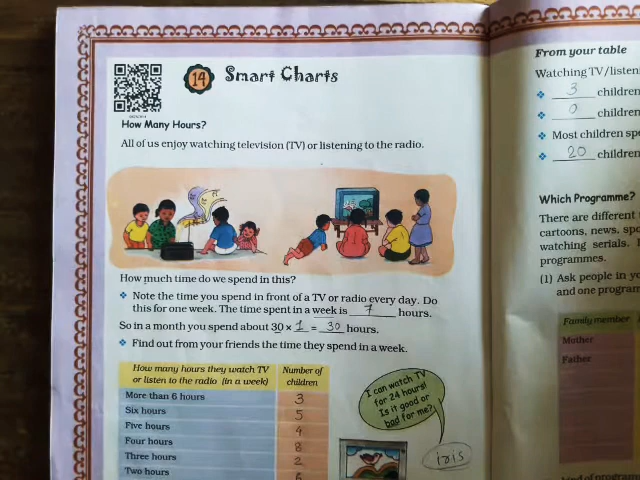 14
Smart Charts
How Many Hours?
All of us enjoy watching television (TV) or listening to the radio.
How much time do we spend in this?
❖ Note the time you spend in front of a TV or radio every day. Do
this for one week. The time spent in a week is 7 hours.
So in a month you spend about 30 × 1 = 30 hours.
❖ Find out from your friends the time they spend in a week.
How many hours they watch TV
or listen to the radio (in a week)
Number of
children
More than 6 hours 3
Six hours 5
Five hours 4
Four hours 8
Three hours 2
Two hours
I can watch TV
for 24 hours!
Is it good or
bad for me?
iris
From your table
Watching TV/listen
❖ 3 children
❖ 0 children
❖ Most children spe
❖ 20 children
Which Programme?
There are different
cartoons, news, spo
watching serials.
programmes.
(1) Ask people in yo
and one program
Family member
Mother
Father